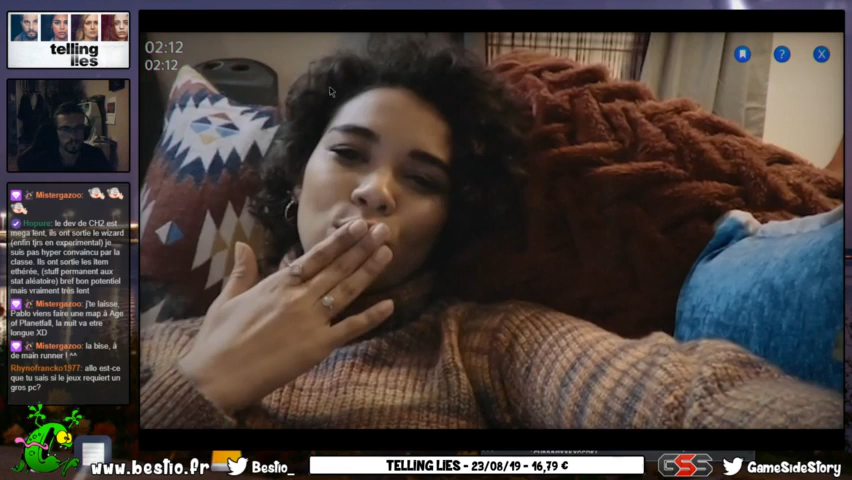 telling
lies
02:12
02:12
?
X
Mistergazoo:
Hopure: le dev de CH2 est
mega lent, ils ont sortie le wizard
(enfin tjrs en experimental) je
suis pas hyper convaincu par la
classe. Ils ont sorties les item
ethérée, (stuff permanent aux
stat aléatoire) bref bon potentiel
mais vraiment très lent
Mistergazoo: j'te laisse,
Pablo viens faire une map à Age
of Planetfall, la nuit va etre
longue XD
Mistergazoo: la bise, à
de main runner ! ^^
Rbynofrancko1977: allo est-ce
que tu sais si le jeux requiert un
gros pc?
www.bestio.fr
Bestio_
TELLING LIES - 23/08/19 - 16,79 €
GSS
GameSideStory